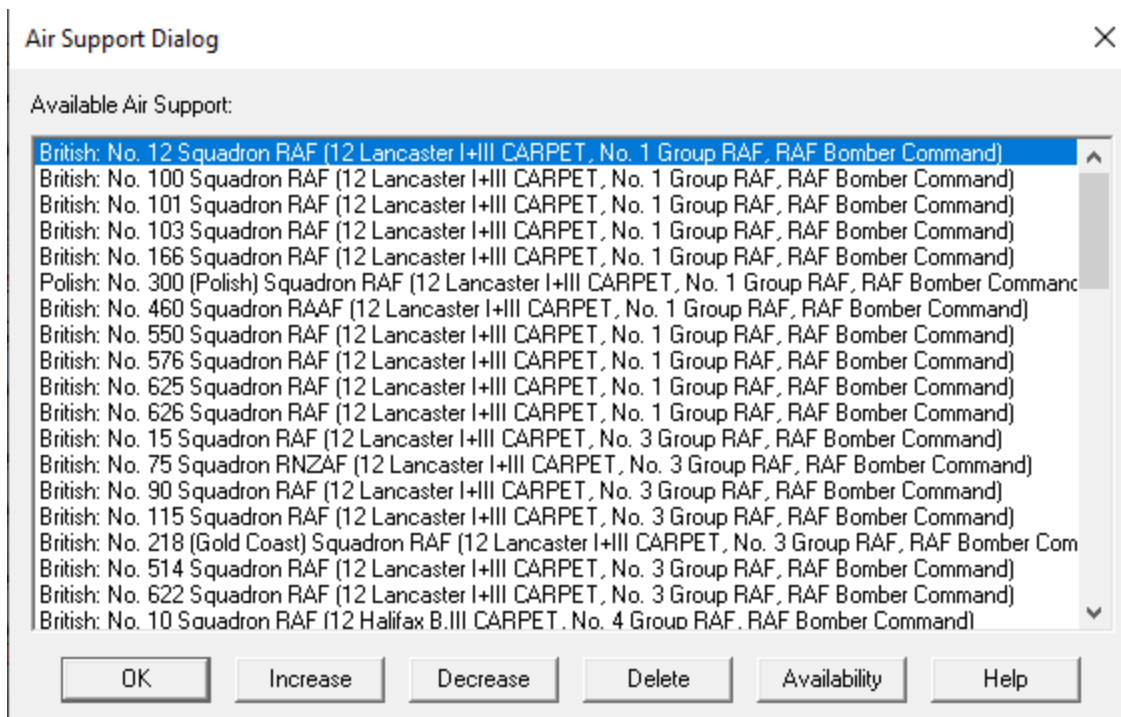 Air Support Dialog
Available Air Support:
British: No. 12 Squadron RAF (12 Lancaster I+III CARPET, No. 1 Group RAF, RAF Bomber Command)
British: No. 100 Squadron RAF (12 Lancaster I+III CARPET, No. 1 Group RAF, RAF Bomber Command)
British: No. 101 Squadron RAF (12 Lancaster I+III CARPET, No. 1 Group RAF, RAF Bomber Command)
British: No. 103 Squadron RAF (12 Lancaster I+III CARPET, No. 1 Group RAF, RAF Bomber Command)
British: No. 166 Squadron RAF (12 Lancaster I+III CARPET, No. 1 Group RAF, RAF Bomber Command)
Polish: No. 300 (Polish) Squadron RAF (12 Lancaster I+III CARPET, No. 1 Group RAF, RAF Bomber Comman
British: No. 460 Squadron RAAF (12 Lancaster I+III CARPET, No. 1 Group RAF, RAF Bomber Command)
British: No. 550 Squadron RAF (12 Lancaster I+III CARPET, No. 1 Group RAF, RAF Bomber Command)
British: No. 576 Squadron RAF (12 Lancaster I+III CARPET, No. 1 Group RAF, RAF Bomber Command)
British: No. 625 Squadron RAF (12 Lancaster I+III CARPET, No. 1 Group RAF, RAF Bomber Command)
British: No. 626 Squadron RAF (12 Lancaster I+III CARPET, No. 1 Group RAF, RAF Bomber Command)
British: No. 15 Squadron RAF (12 Lancaster I+III CARPET, No. 3 Group RAF, RAF Bomber Command)
British: No. 75 Squadron RNZAF (12 Lancaster I+III CARPET, No. 3 Group RAF, RAF Bomber Command)
British: No. 90 Squadron RAF (12 Lancaster I+III CARPET, No. 3 Group RAF, RAF Bomber Command)
British: No. 115 Squadron RAF (12 Lancaster I+III CARPET, No. 3 Group RAF, RAF Bomber Command)
British: No. 218 (Gold Coast) Squadron RAF (12 Lancaster I+III CARPET, No. 3 Group RAF, RAF Bomber Com
British: No. 514 Squadron RAF (12 Lancaster I+III CARPET, No. 3 Group RAF, RAF Bomber Command)
British: No. 622 Squadron RAF (12 Lancaster I+III CARPET, No. 3 Group RAF, RAF Bomber Command)
British: No. 10 Squadron RAF (12 Halifax B.III CARPET, No. 4 Group RAF, RAF Bomber Command)
OK Increase Decrease Delete Availability Help